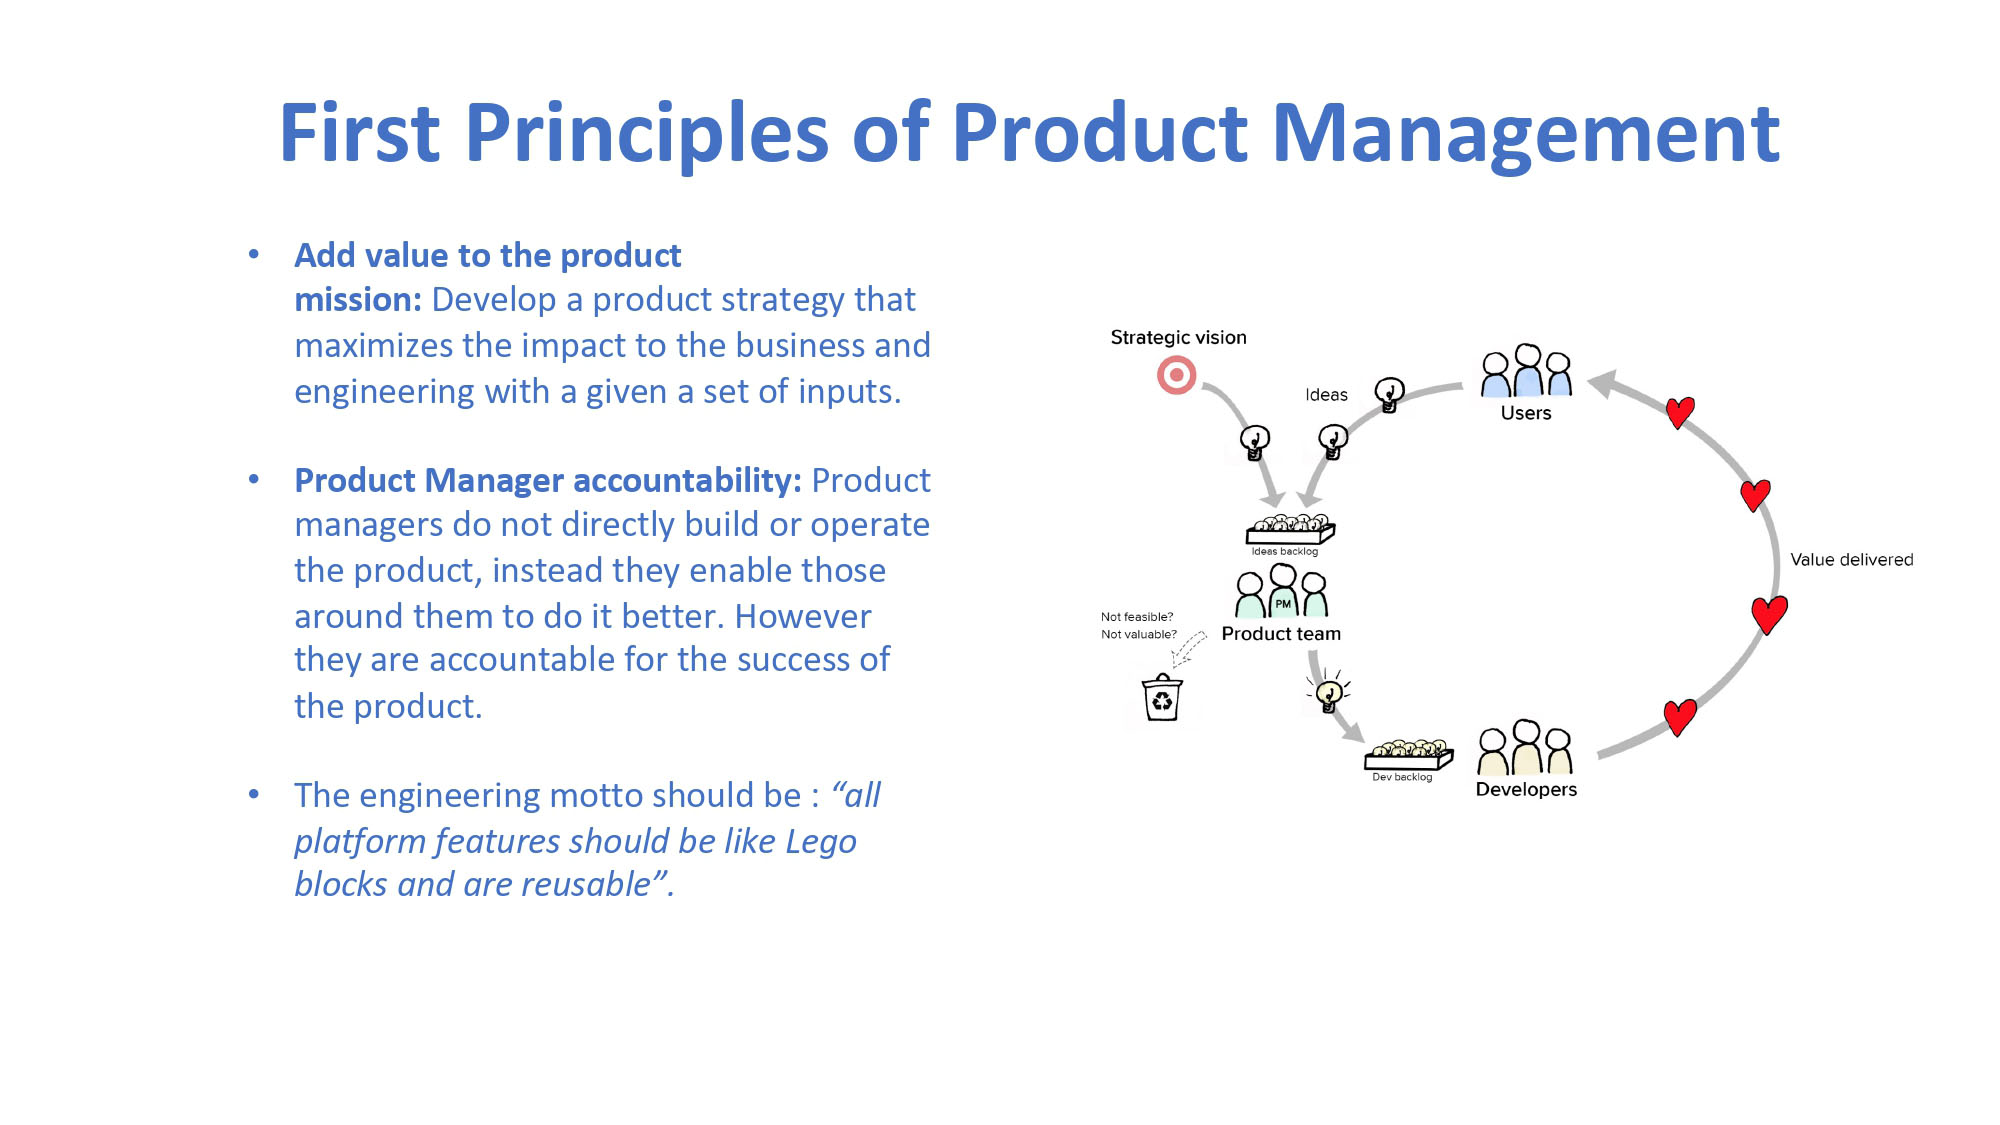 First Principles of Product Management
• Add value to the product
mission: Develop a product strategy that
maximizes the impact to the business and
engineering with a given a set of inputs.
• Product Manager accountability: Product
managers do not directly build or operate
the product, instead they enable those
around them to do it better. However
they are accountable for the success of
the product.
• The engineering motto should be : “all
platform features should be like Lego
blocks and are reusable”.
Strategic vision
Ideas
Users
Ideas backlog
PM
Product team
Not feasible?
Not valuable?
Dev backlog
Developers
Value delivered